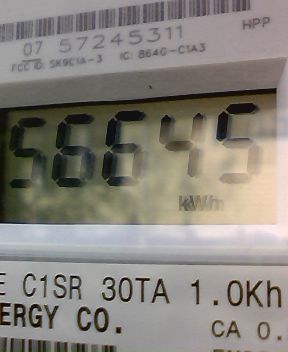 07 57245311
HPP
FCC ID: SK9C1A-3 IC: 864G-C1A3
56645
kWh
E C1SR 30TA 1.0Kh
ERGY CO.
CA 0.